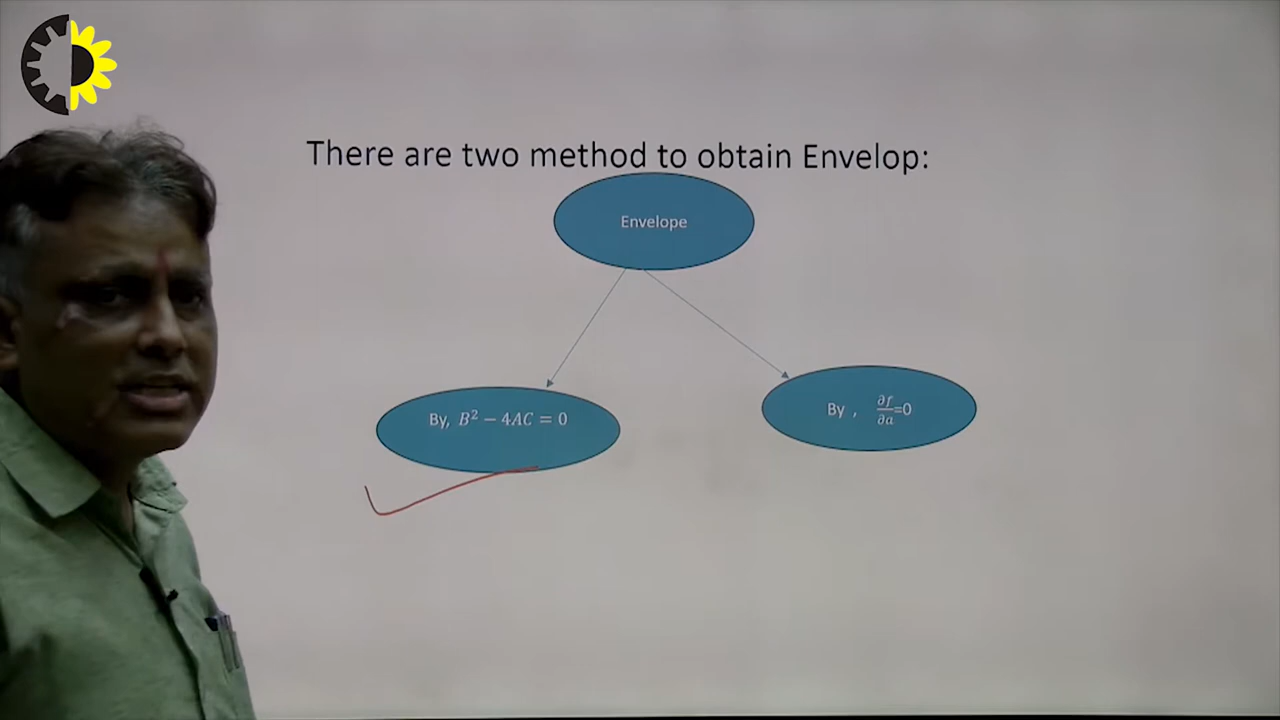 There are two method to obtain Envelop:
Envelope
By, B² − 4AC = 0
By , ∂f/∂a=0